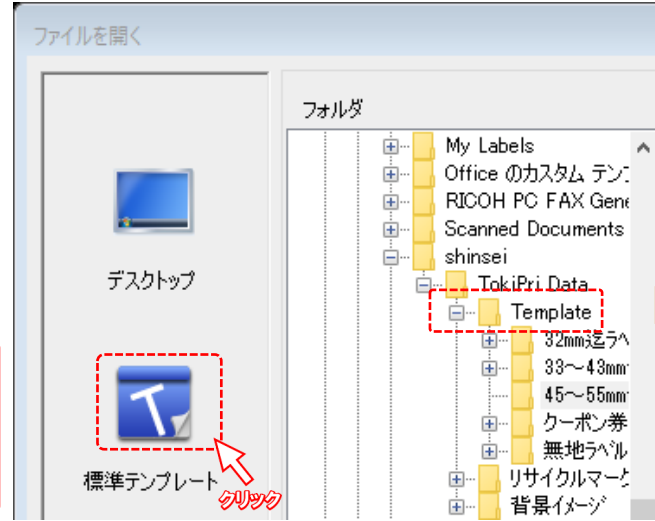 ファイルを開く
フォルダ
My Labels
Office のカスタム テンプ
RICOH PC FAX Gene
Scanned Documents
shinsei
TokiPri Data
Template
32mm迄ラベ
33～43mm
45～55mm
クーポン券
無地ラベル
リサイクルマーク
背景イメージ
デスクトップ
標準テンプレート
クリック